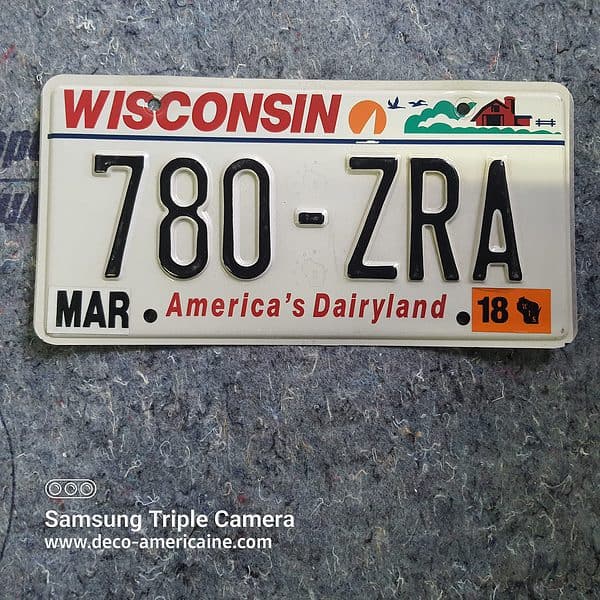 WISCONSIN
780-ZRA
MAR America's Dairyland 18
Samsung Triple Camera
www.deco-americaine.com